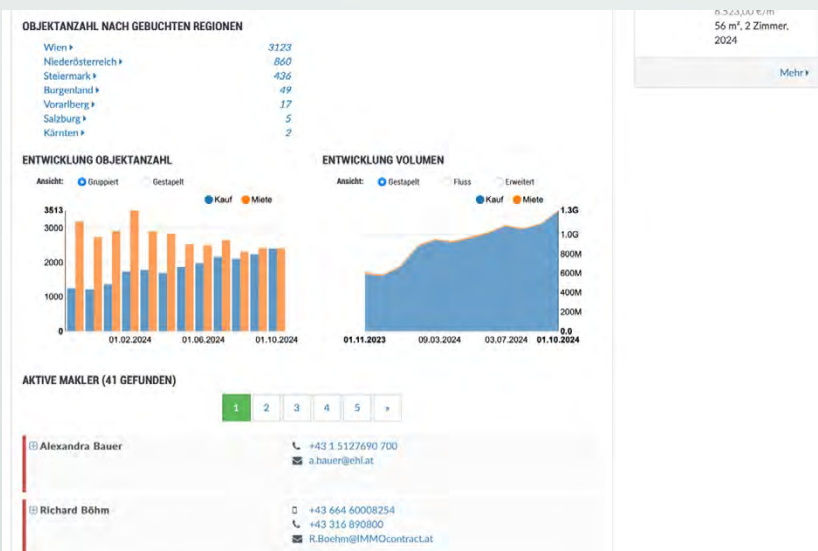 OBJEKTANZAHL NACH GEBUCHTEN REGIONEN
Wien 3123
Niederösterreich 860
Steiermark 436
Burgenland 49
Vorarlberg 17
Salzburg 5
Kärnten 2
6.523,00 €/m
56 m², 2 Zimmer,
2024
Mehr
ENTWICKLUNG OBJEKTANZAHL
Ansicht: Gruppiert Gestapelt
Kauf Miete
3513
3000
2000
1000
0
01.02.2024 01.06.2024 01.10.2024
ENTWICKLUNG VOLUMEN
Ansicht: Gestapelt Fluss Erweitert
Kauf Miete
1.3G
1.0G
800M
600M
400M
200M
0.0
01.11.2023 09.03.2024 03.07.2024 01.10.2024
AKTIVE MAKLER (41 GEFUNDEN)
1 2 3 4 5 »
Alexandra Bauer +43 1 5127690 700
a.bauer@ehl.at
Richard Böhm +43 664 60008254
+43 316 890800
R.Boehm@IMMOcontract.at